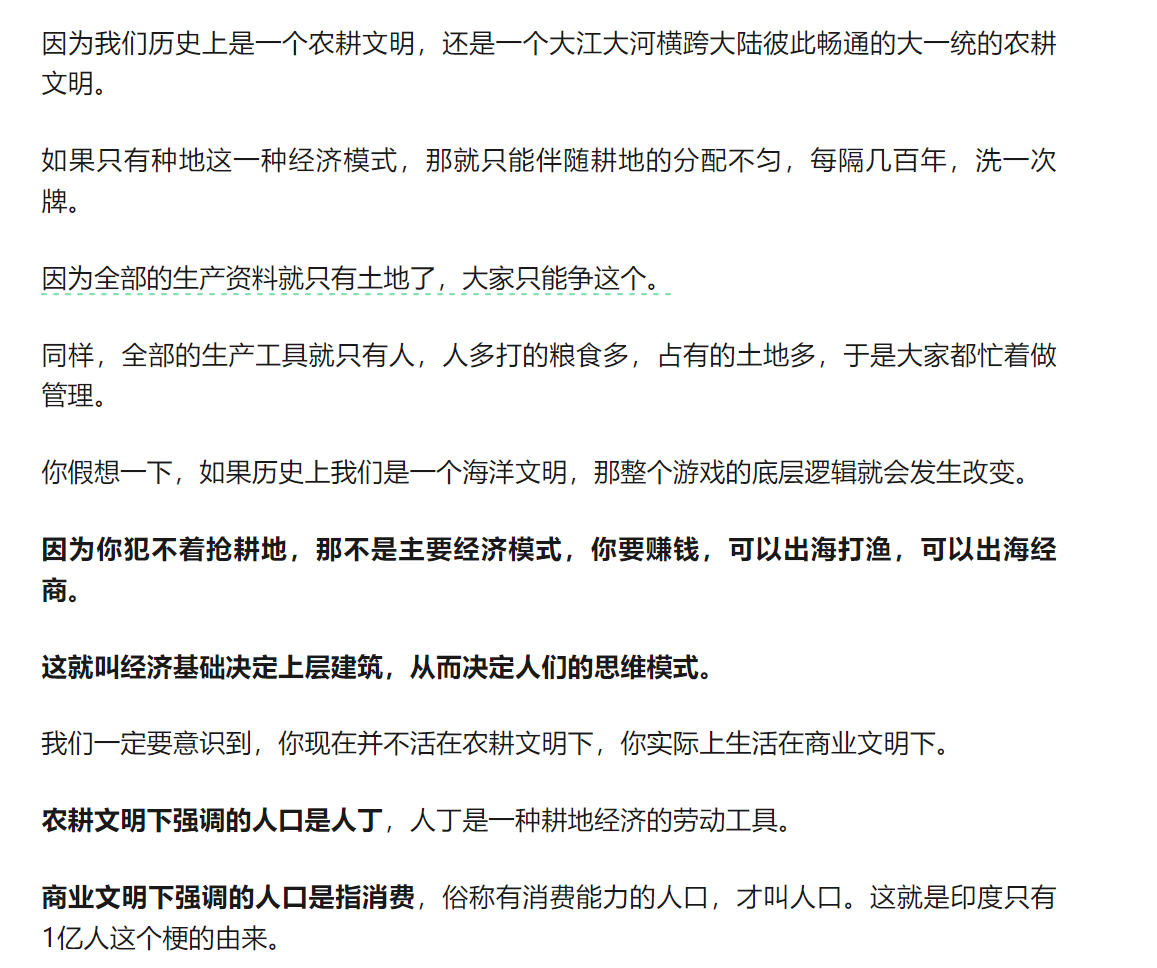 因为我们历史上是一个农耕文明，还是一个大江大河横跨大陆彼此畅通的大一统的农耕
文明。
如果只有种地这一种经济模式，那就只能伴随耕地的分配不匀，每隔几百年，洗一次
牌。
因为全部的生产资料就只有土地了，大家只能争这个。
同样，全部的生产工具就只有人，人多打的粮食多，占有的土地多，于是大家都忙着做
管理。
你假想一下，如果历史上我们是一个海洋文明，那整个游戏的底层逻辑就会发生改变。
因为你犯不着抢耕地，那不是主要经济模式，你要赚钱，可以出海打渔，可以出海经
商。
这就叫经济基础决定上层建筑，从而决定人们的思维模式。
我们一定要意识到，你现在并不活在农耕文明下，你实际上生活在商业文明下。
农耕文明下强调的人口是人丁，人丁是一种耕地经济的劳动工具。
商业文明下强调的人口是指消费，俗称有消费能力的人口，才叫人口。这就是印度只有
1亿人这个梗的由来。